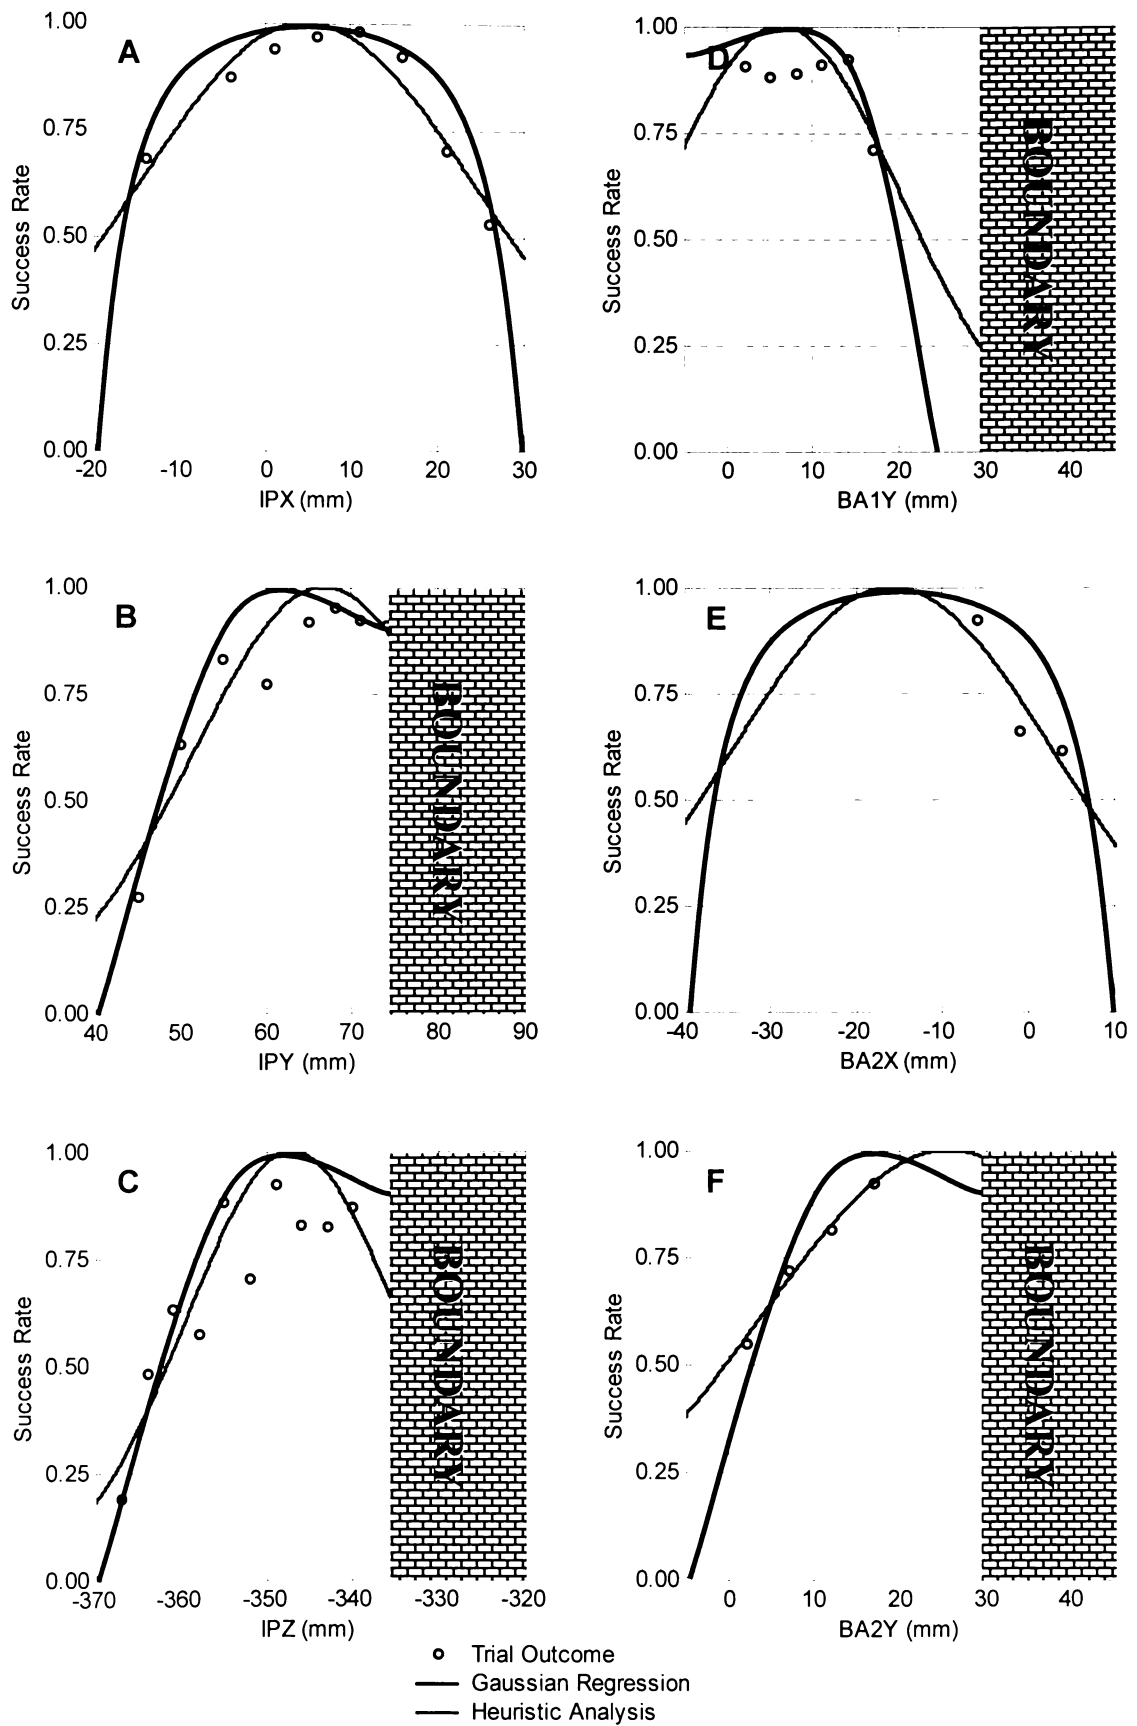 A
1.00
0.75
0.50
0.25
0.00
Success Rate
-20 -10 0 10 20 30
IPX (mm)
D
1.00
0.75
0.50
0.25
0.00
Success Rate
BOUNDARY
0 10 20 30 40
BA1Y (mm)
B
1.00
0.75
0.50
0.25
0.00
Success Rate
BOUNDARY
40 50 60 70 80 90
IPY (mm)
E
1.00
0.75
0.50
0.25
0.00
Success Rate
-40 -30 -20 -10 0 10
BA2X (mm)
C
1.00
0.75
0.50
0.25
0.00
Success Rate
BOUNDARY
-370 -360 -350 -340 -330 -320
IPZ (mm)
F
1.00
0.75
0.50
0.25
0.00
Success Rate
BOUNDARY
0 10 20 30 40
BA2Y (mm)
Trial Outcome
Gaussian Regression
Heuristic Analysis